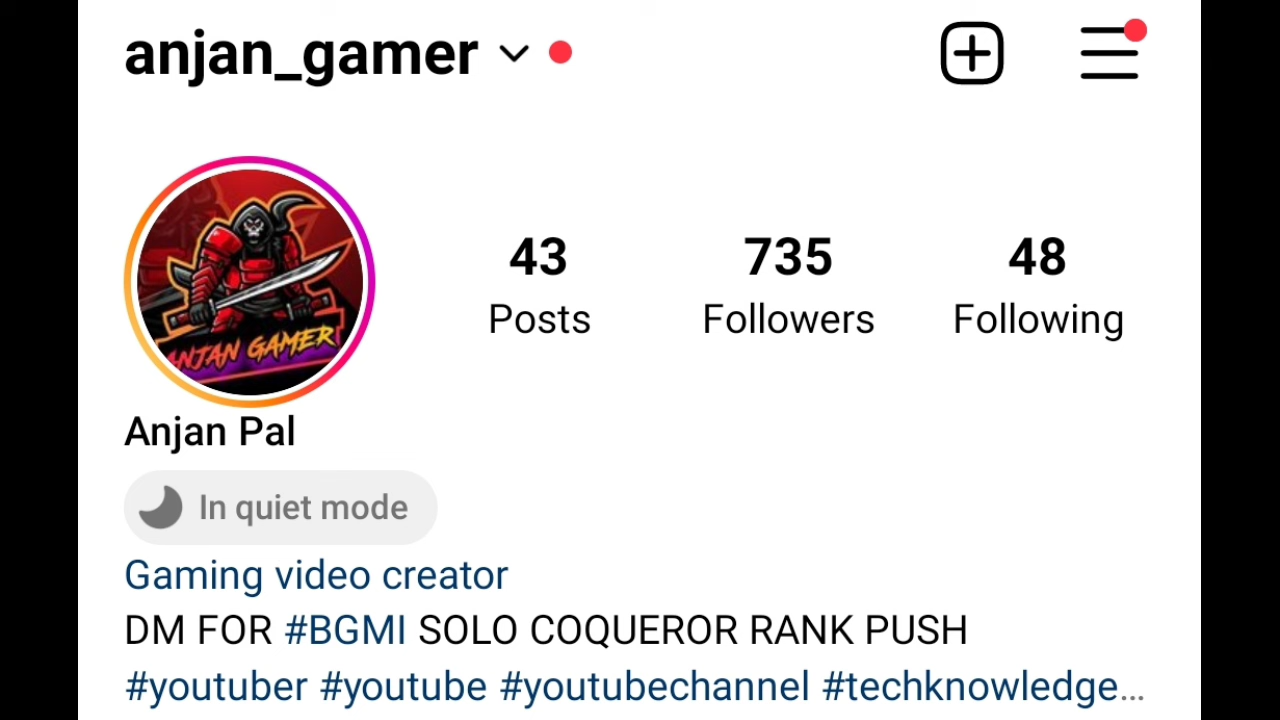 anjan_gamer
ANJAN GAMER
43 735 48
Posts Followers Following
Anjan Pal
In quiet mode
Gaming video creator
DM FOR #BGMI SOLO COQUEROR RANK PUSH
#youtuber #youtube #youtubechannel #techknowledge...